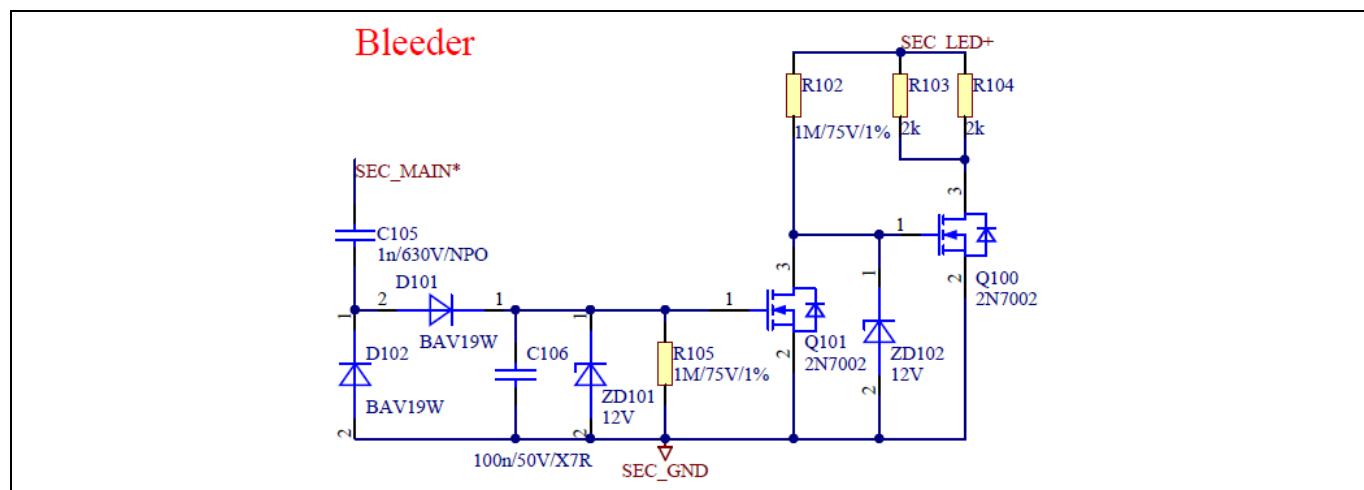 Bleeder
SEC_LED+
R102
R103
R104
1M/75V/1%
2k
2k
SEC_MAIN*
3
C105
1n/630V/NPO
1
2
Q100
2N7002
D101
2
1
1
BAV19W
1
D102
BAV19W
2
C106
100n/50V/X7R
1
ZD101
12V
2
R105
1M/75V/1%
1
3
Q101
2N7002
2
1
ZD102
12V
2
SEC_GND